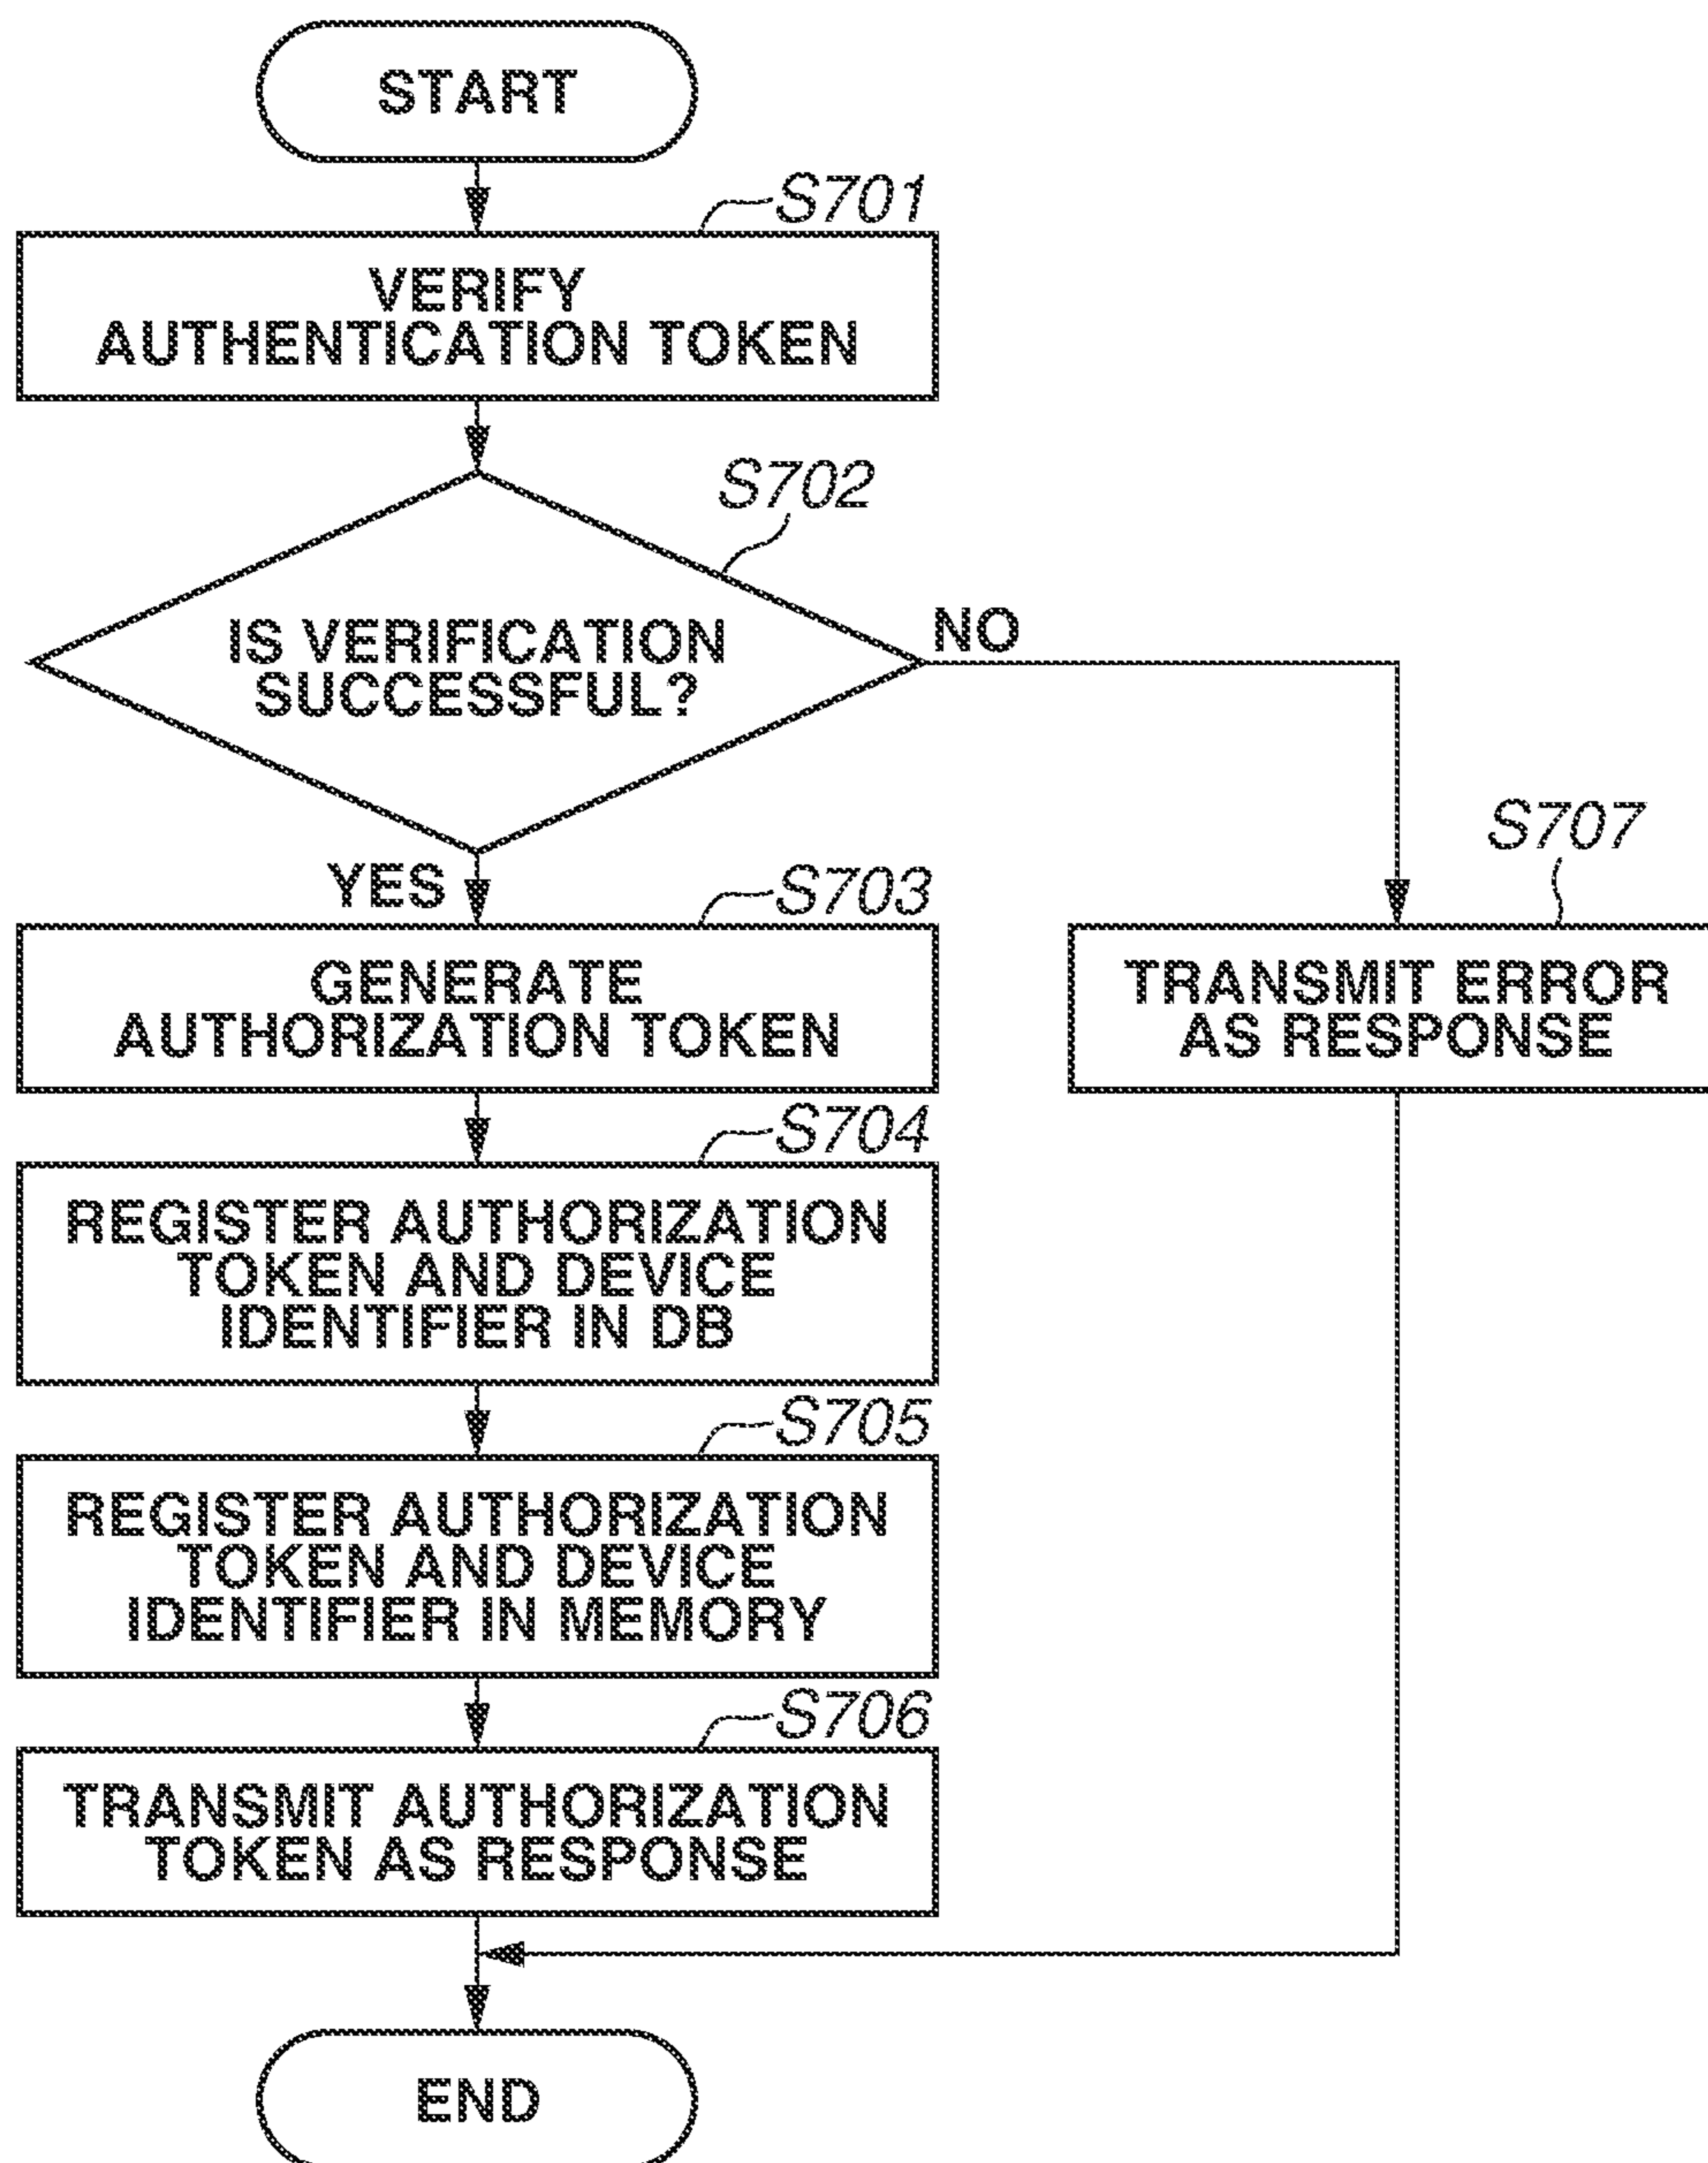 START
S701
VERIFY
AUTHENTICATION TOKEN
S702
IS VERIFICATION
SUCCESSFUL?
NO
YES
S703
GENERATE
AUTHORIZATION TOKEN
S707
TRANSMIT ERROR
AS RESPONSE
S704
REGISTER AUTHORIZATION
TOKEN AND DEVICE
IDENTIFIER IN DB
S705
REGISTER AUTHORIZATION
TOKEN AND DEVICE
IDENTIFIER IN MEMORY
S706
TRANSMIT AUTHORIZATION
TOKEN AS RESPONSE
END